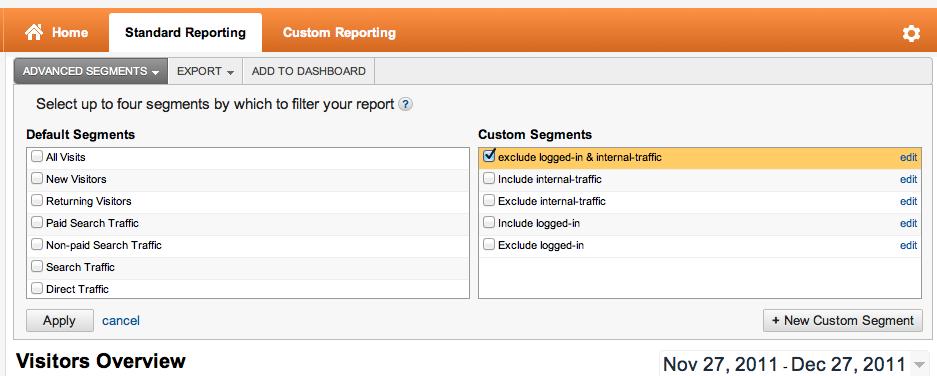 Home Standard Reporting Custom Reporting
ADVANCED SEGMENTS EXPORT ADD TO DASHBOARD
Select up to four segments by which to filter your report ?
Default Segments
All Visits
New Visitors
Returning Visitors
Paid Search Traffic
Non-paid Search Traffic
Search Traffic
Direct Traffic
Custom Segments
exclude logged-in & internal-traffic edit
Include internal-traffic edit
Exclude internal-traffic edit
Include logged-in edit
Exclude logged-in edit
Apply cancel
+ New Custom Segment
Visitors Overview
Nov 27, 2011 - Dec 27, 2011